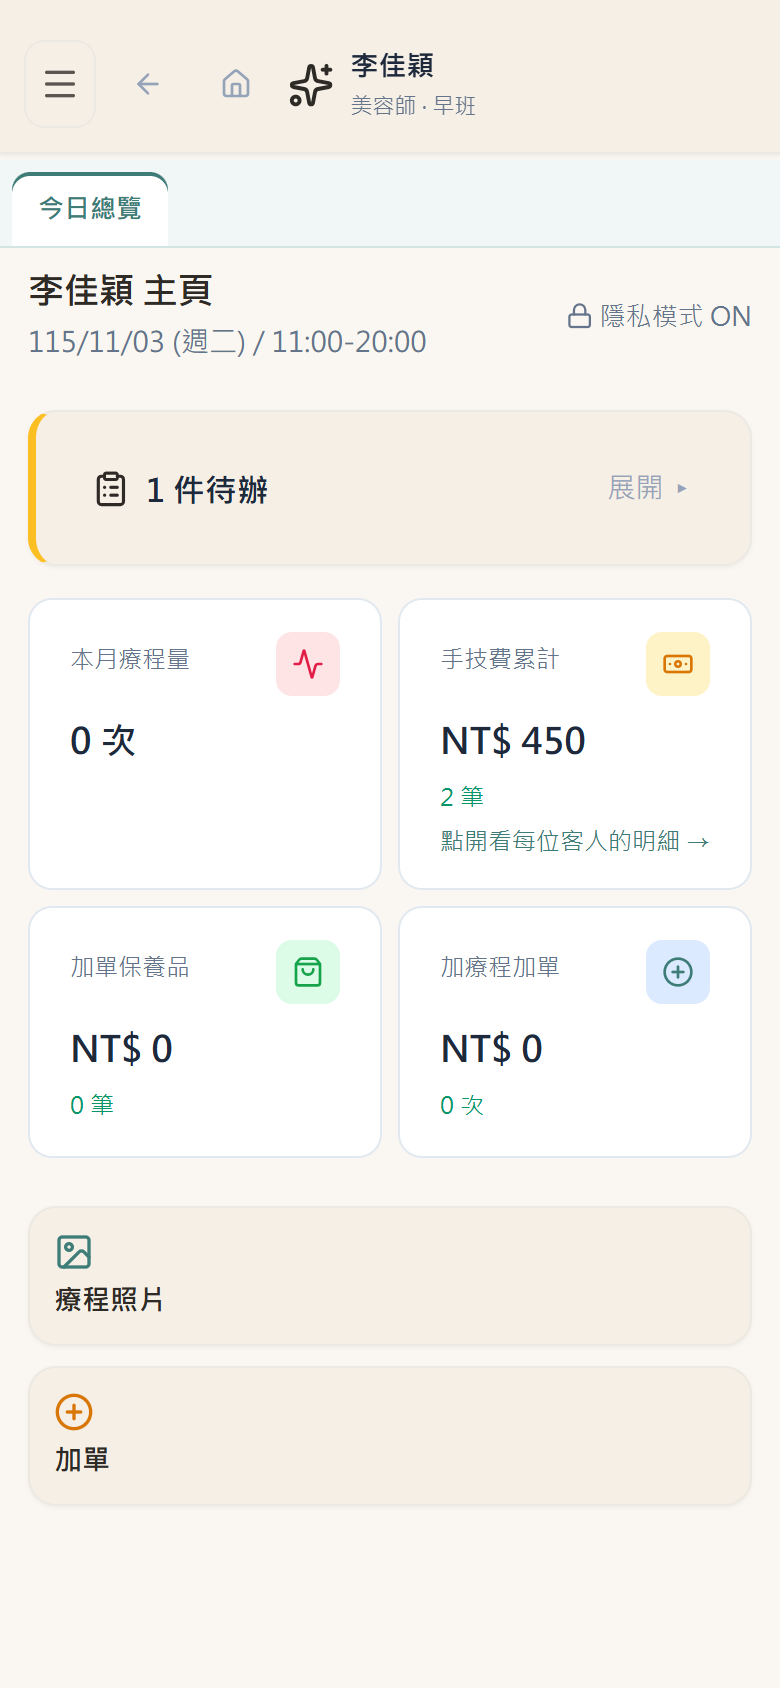 李佳穎
美容師 · 早班
今日總覽
李佳穎 主頁
115/11/03 (週二) / 11:00-20:00
隱私模式 ON
1 件待辦
展開 ▸
本月療程量
0 次
手技費累計
NT$ 450
2 筆
點開看每位客人的明細 →
加單保養品
NT$ 0
0 筆
加療程加單
NT$ 0
0 次
療程照片
加單